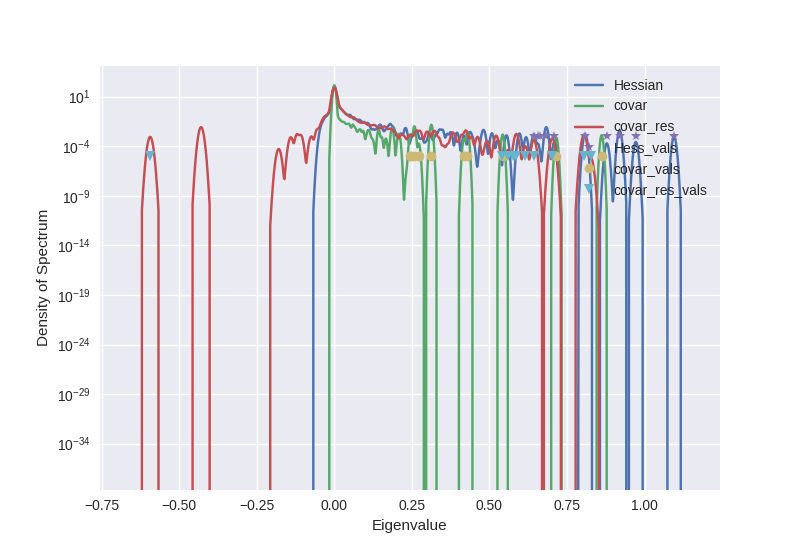 10^1
10^-4
10^-9
10^-14
10^-19
10^-24
10^-29
10^-34
Density of Spectrum
Hessian
covar
covar_res
Hess_vals
covar_vals
covar_res_vals
−0.75 −0.50 −0.25 0.00 0.25 0.50 0.75 1.00
Eigenvalue